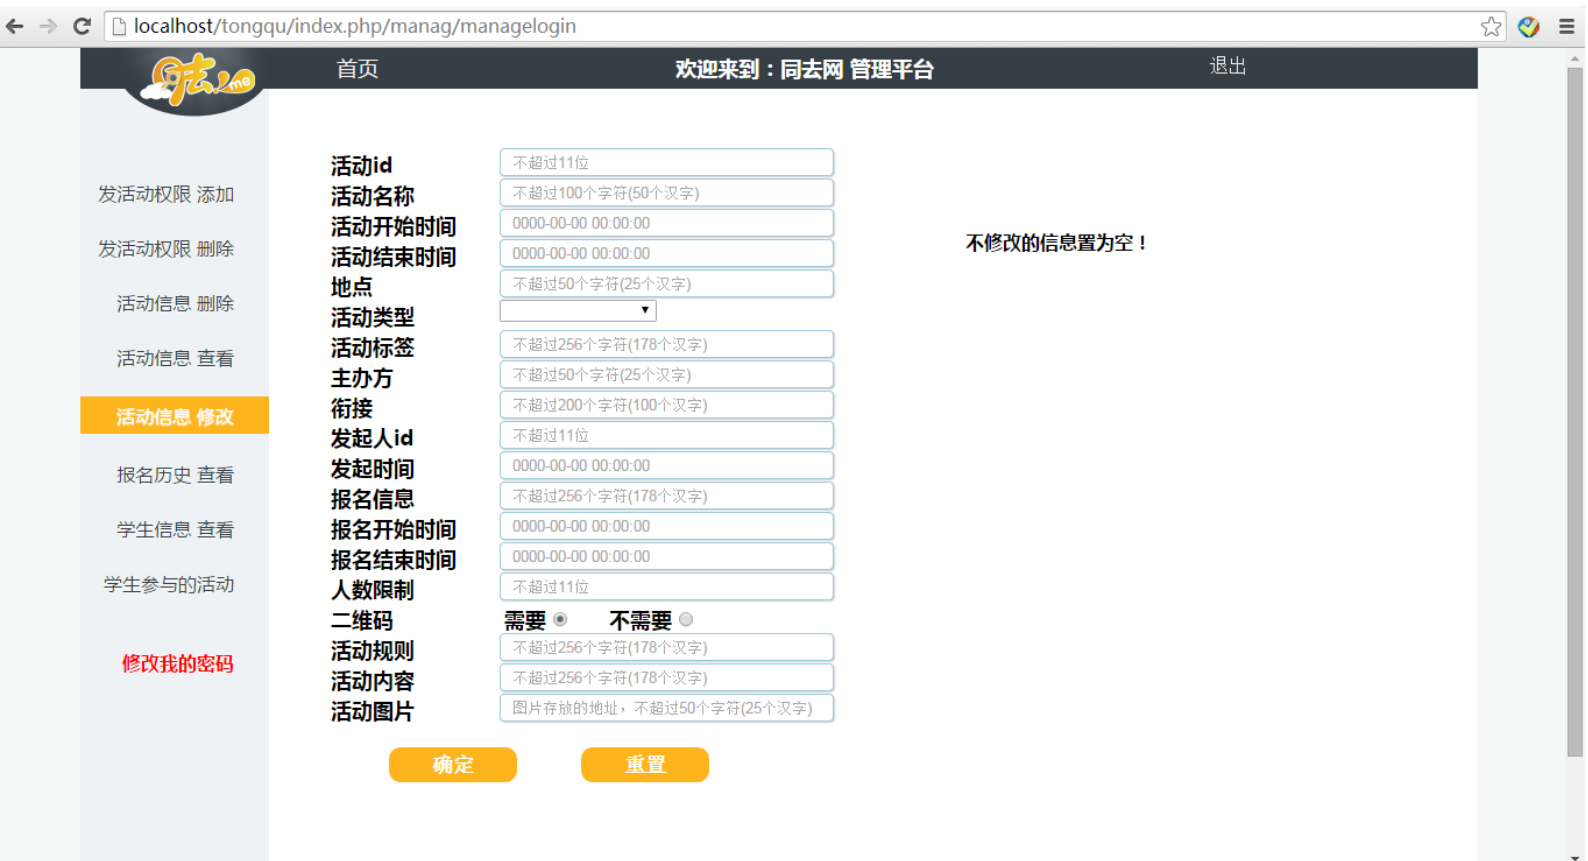 localhost/tongqu/index.php/manag/managelogin
去.me
首页
欢迎来到：同去网 管理平台
退出
发活动权限 添加
发活动权限 删除
活动信息 删除
活动信息 查看
活动信息 修改
报名历史 查看
学生信息 查看
学生参与的活动
修改我的密码
活动id 不超过11位
活动名称 不超过100个字符(50个汉字)
活动开始时间 0000-00-00 00:00:00
活动结束时间 0000-00-00 00:00:00
地点 不超过50个字符(25个汉字)
活动类型
活动标签 不超过256个字符(178个汉字)
主办方 不超过50个字符(25个汉字)
衔接 不超过200个字符(100个汉字)
发起人id 不超过11位
发起时间 0000-00-00 00:00:00
报名信息 不超过256个字符(178个汉字)
报名开始时间 0000-00-00 00:00:00
报名结束时间 0000-00-00 00:00:00
人数限制 不超过11位
二维码 需要 不需要
活动规则 不超过256个字符(178个汉字)
活动内容 不超过256个字符(178个汉字)
活动图片 图片存放的地址，不超过50个字符(25个汉字)
确定 重置
不修改的信息置为空！